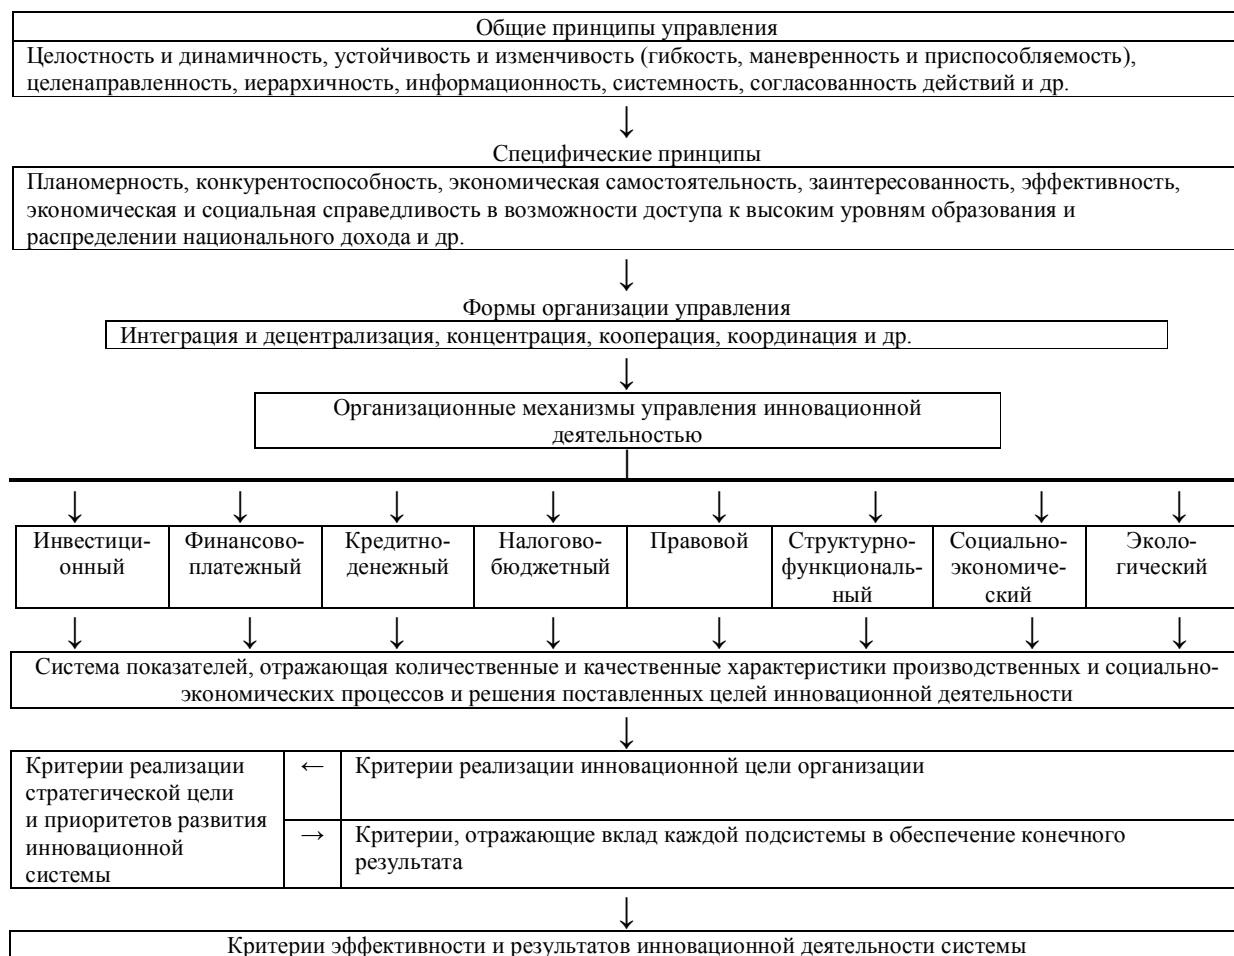 Общие принципы управления
Целостность и динамичность, устойчивость и изменчивость (гибкость, маневренность и приспособляемость),
целенаправленность, иерархичность, информационность, системность, согласованность действий и др.
↓
Специфические принципы
Планомерность, конкурентоспособность, экономическая самостоятельность, заинтересованность, эффективность,
экономическая и социальная справедливость в возможности доступа к высоким уровням образования и
распределении национального дохода и др.
↓
Формы организации управления
Интеграция и децентрализация, концентрация, кооперация, координация и др.
↓
Организационные механизмы управления инновационной
деятельностью
↓ ↓ ↓ ↓ ↓ ↓ ↓ ↓
Инвестици-
онный
Финансово-
платежный
Кредитно-
денежный
Налогово-
бюджетный
Правовой
Структурно-
функциональ-
ный
Социально-
экономиче-
ский
Эколо-
гический
↓ ↓ ↓ ↓ ↓ ↓ ↓ ↓
Система показателей, отражающая количественные и качественные характеристики производственных и социально-
экономических процессов и решения поставленных целей инновационной деятельности
↓
Критерии реализации
стратегической цели
и приоритетов развития
инновационной
системы
← Критерии реализации инновационной цели организации
→ Критерии, отражающие вклад каждой подсистемы в обеспечение конечного
результата
↓
Критерии эффективности и результатов инновационной деятельности системы